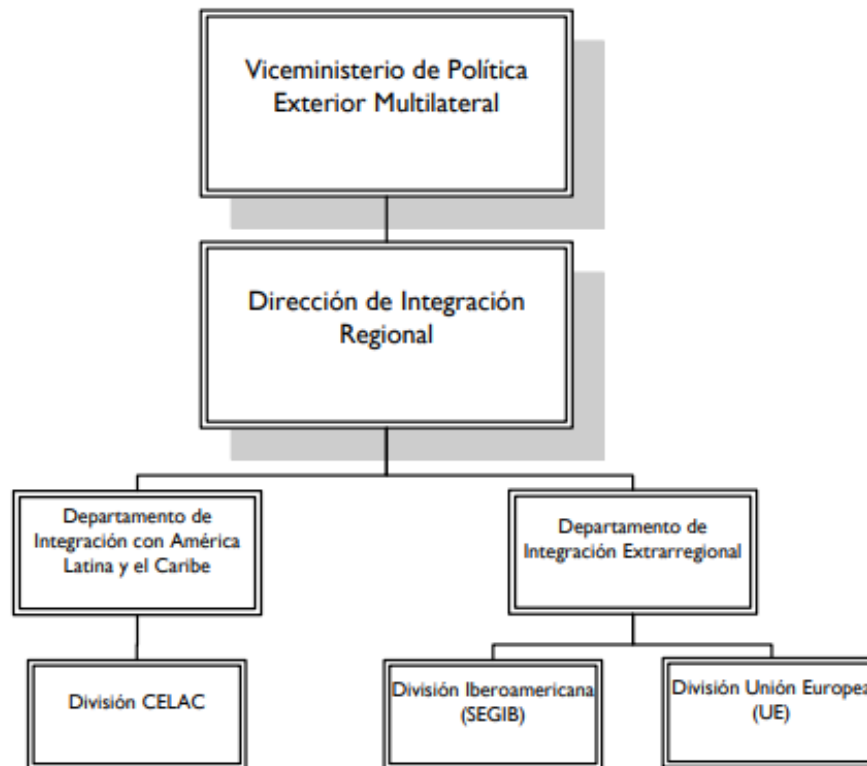 Viceministerio de Política
Exterior Multilateral
Dirección de Integración
Regional
Departamento de
Integración con América
Latina y el Caribe
Departamento de
Integración Extrarregional
División CELAC
División Iberoamericana
(SEGIB)
División Unión Europea
(UE)